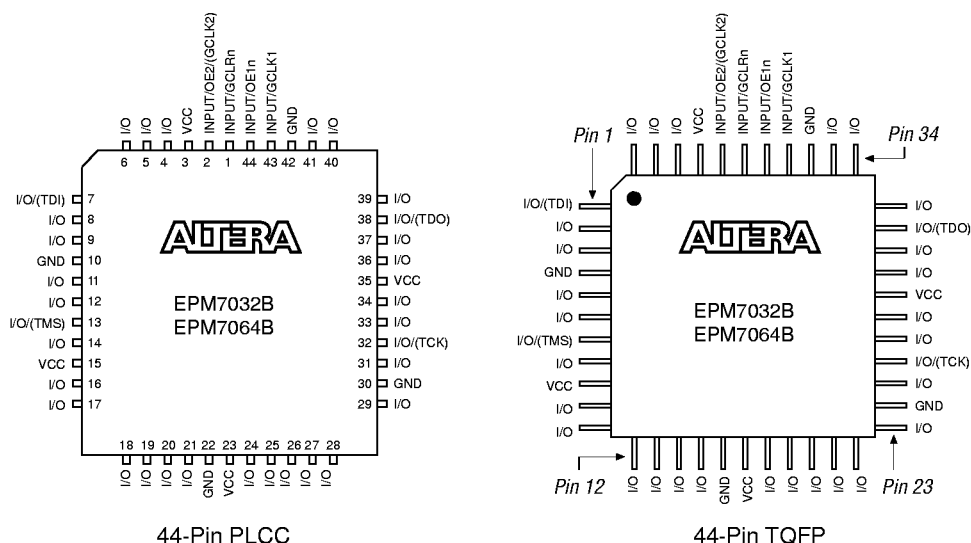 I/O I/O I/O VCC INPUT/OE2/(GCLK2) INPUT/GCLRn INPUT/OE1n INPUT/GCLK1 GND I/O I/O
6 5 4 3 2 1 44 43 42 41 40
I/O/(TDI) 7
I/O 8
I/O 9
GND 10
I/O 11
I/O 12
I/O/(TMS) 13
I/O 14
VCC 15
I/O 16
I/O 17
ALTERA
EPM7032B
EPM7064B
39 I/O
38 I/O/(TDO)
37 I/O
36 I/O
35 VCC
34 I/O
33 I/O
32 I/O/(TCK)
31 I/O
30 GND
29 I/O
18 19 20 21 22 23 24 25 26 27 28
I/O I/O I/O I/O GND VCC I/O I/O I/O I/O I/O
44-Pin PLCC
I/O I/O I/O VCC INPUT/OE2/(GCLK2) INPUT/GCLRn INPUT/OE1n INPUT/GCLK1 GND I/O I/O
Pin 1
Pin 34
I/O/(TDI)
I/O
I/O
GND
I/O
I/O
I/O/(TMS)
I/O
VCC
I/O
I/O
ALTERA
EPM7032B
EPM7064B
I/O
I/O/(TDO)
I/O
I/O
VCC
I/O
I/O
I/O/(TCK)
I/O
GND
I/O
Pin 12
Pin 23
I/O I/O I/O I/O GND VCC I/O I/O I/O I/O I/O
44-Pin TQFP